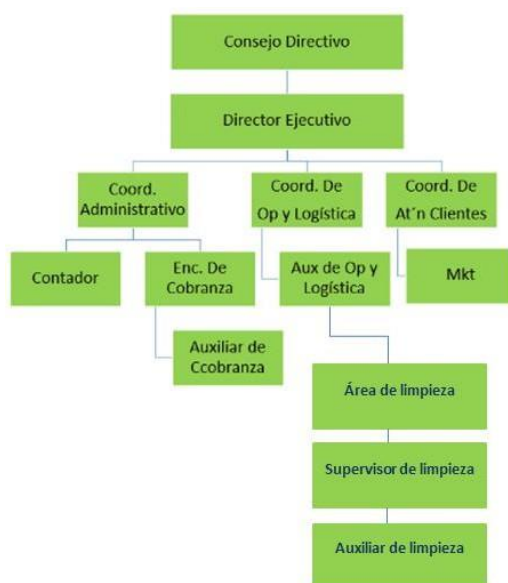 Consejo Directivo
Director Ejecutivo
Coord.
Administrativo
Coord. De
Op y Logística
Coord. De
At´n Clientes
Contador
Enc. De
Cobranza
Aux de Op y
Logística
Mkt
Auxiliar de
Ccobranza
Área de limpieza
Supervisor de limpieza
Auxiliar de limpieza